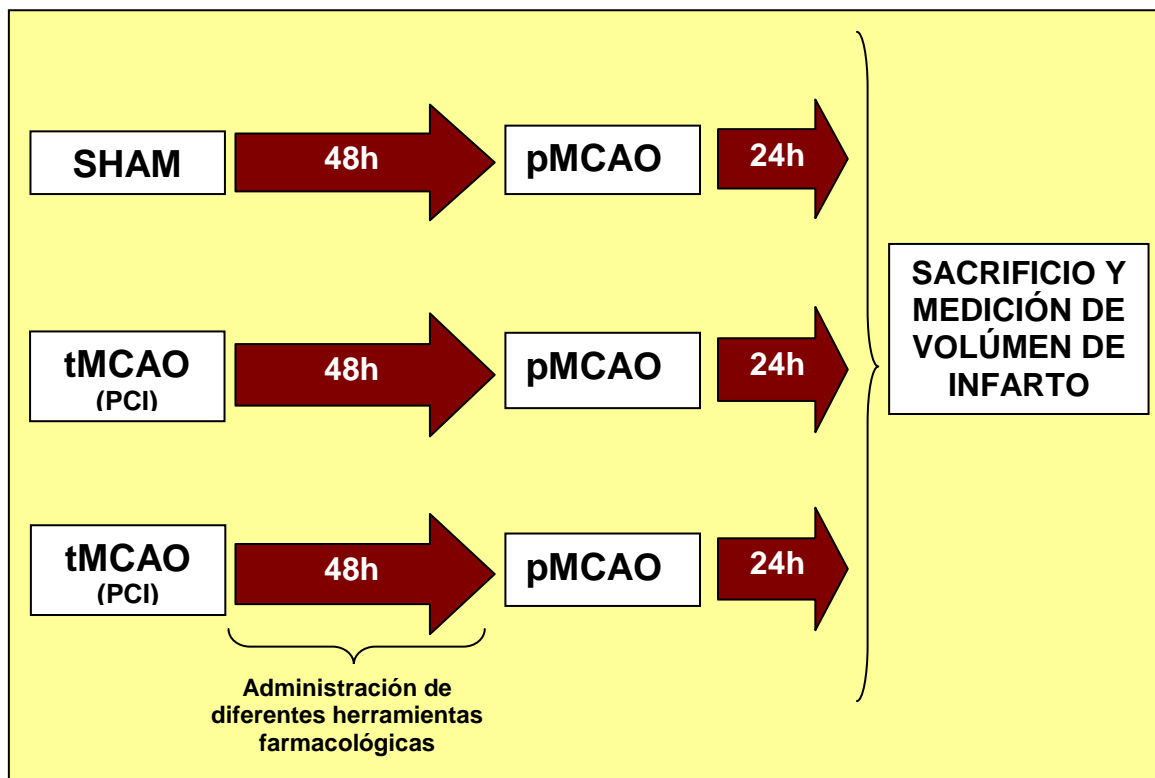 SHAM
48h
pMCAO
24h
tMCAO
(PCI)
48h
pMCAO
24h
tMCAO
(PCI)
48h
pMCAO
24h
SACRIFICIO Y
MEDICIÓN DE
VOLÚMEN DE
INFARTO
Administración de
diferentes herramientas
farmacológicas